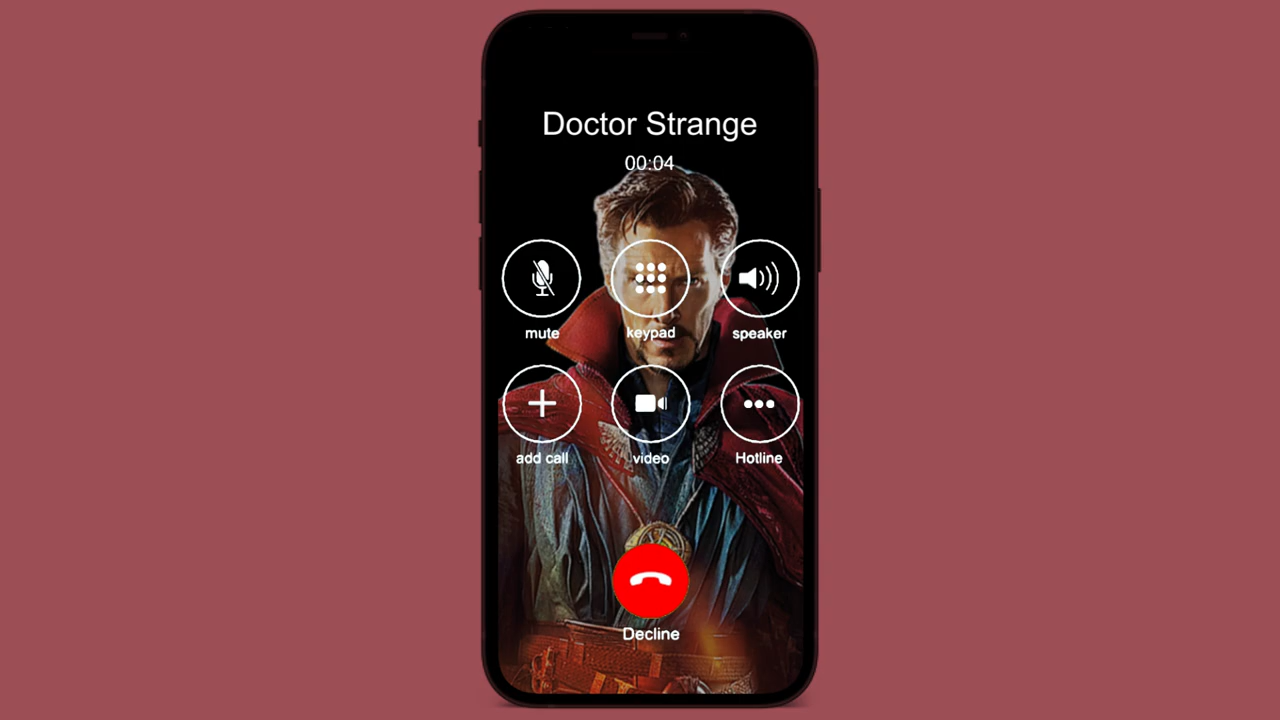 Doctor Strange
00:04
mute keypad speaker
add call video Hotline
Decline